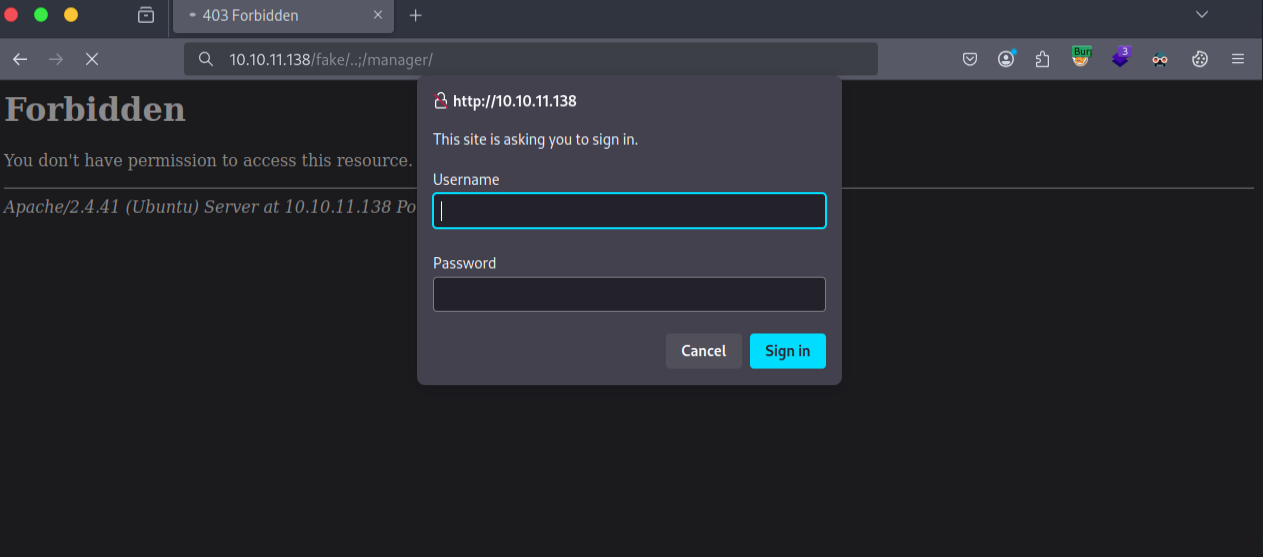 403 Forbidden
10.10.11.138/fake/..;/manager/
Burp
3
Forbidden
http://10.10.11.138
This site is asking you to sign in.
You don't have permission to access this resource.
Username
Apache/2.4.41 (Ubuntu) Server at 10.10.11.138 Po
Password
Cancel
Sign in